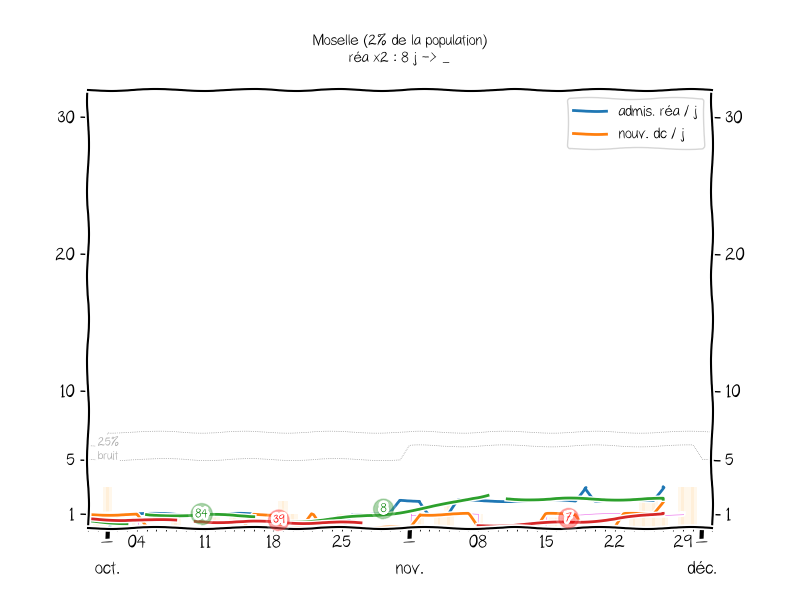 Moselle (2% de la population)
réa x2 : 8 j -> _
admis. réa / j
nouv. dc / j
30
30
20
20
10
10
25%
bruit
5
5
1
1
84
39
8
7
04
11
18
25
08
15
22
29
oct.
nov.
déc.